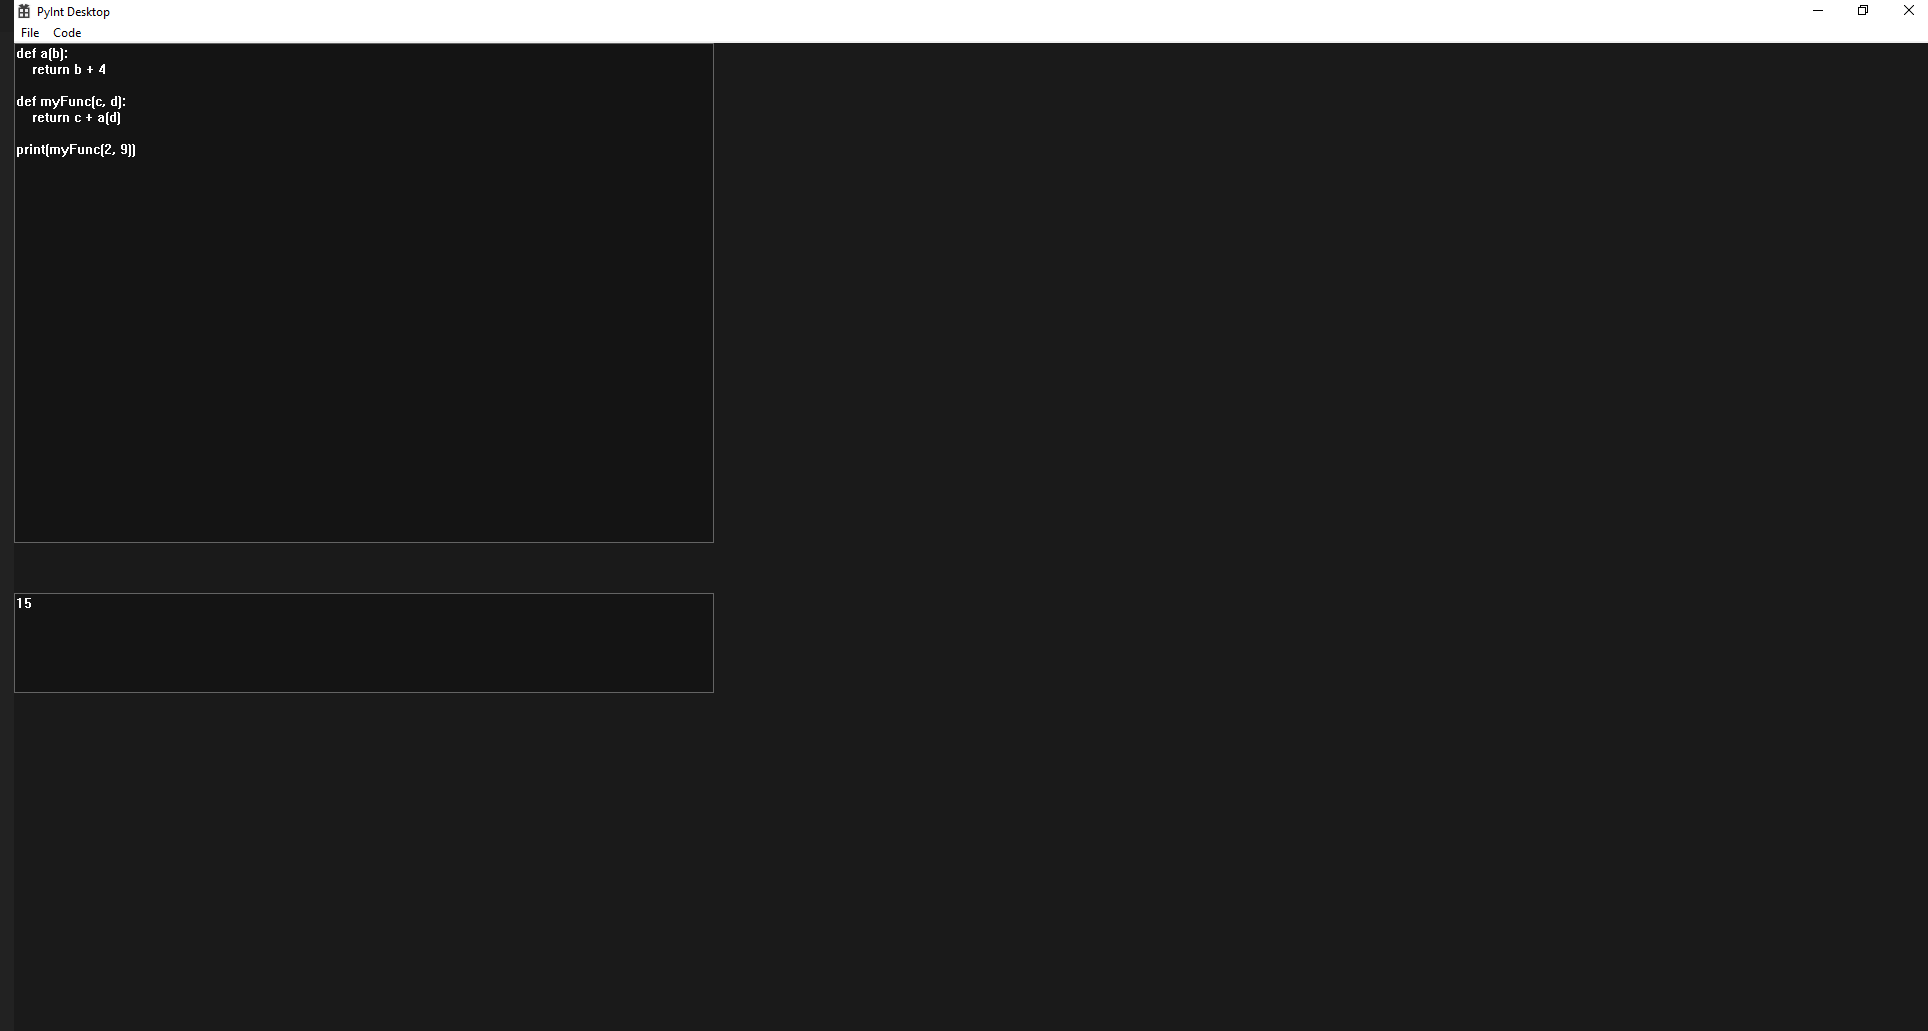 PyInt Desktop
File Code
def a(b):
    return b + 4

def myFunc(c, d):
    return c + a(d)

print(myFunc(2, 9))
15